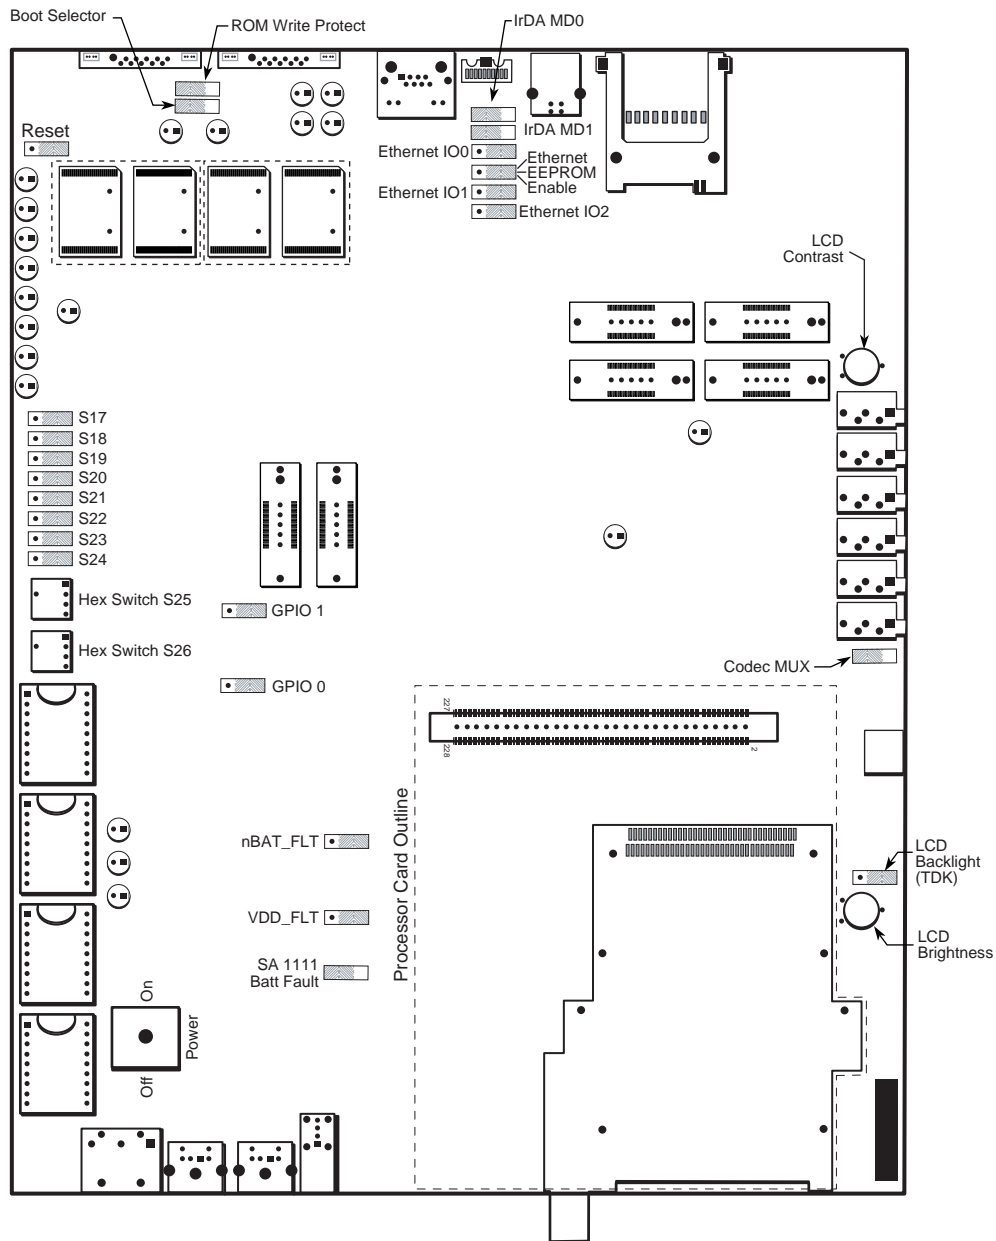 Boot Selector
ROM Write Protect
IrDA MD0
IrDA MD1
Reset
Ethernet IO0
Ethernet
EEPROM
Enable
Ethernet IO1
Ethernet IO2
LCD
Contrast
S17
S18
S19
S20
S21
S22
S23
S24
Hex Switch S25
GPIO 1
Hex Switch S26
Codec MUX
GPIO 0
227
228
2
Processor Card Outline
nBAT_FLT
LCD
Backlight
(TDK)
VDD_FLT
LCD
Brightness
SA 1111
Batt Fault
On
Power
Off